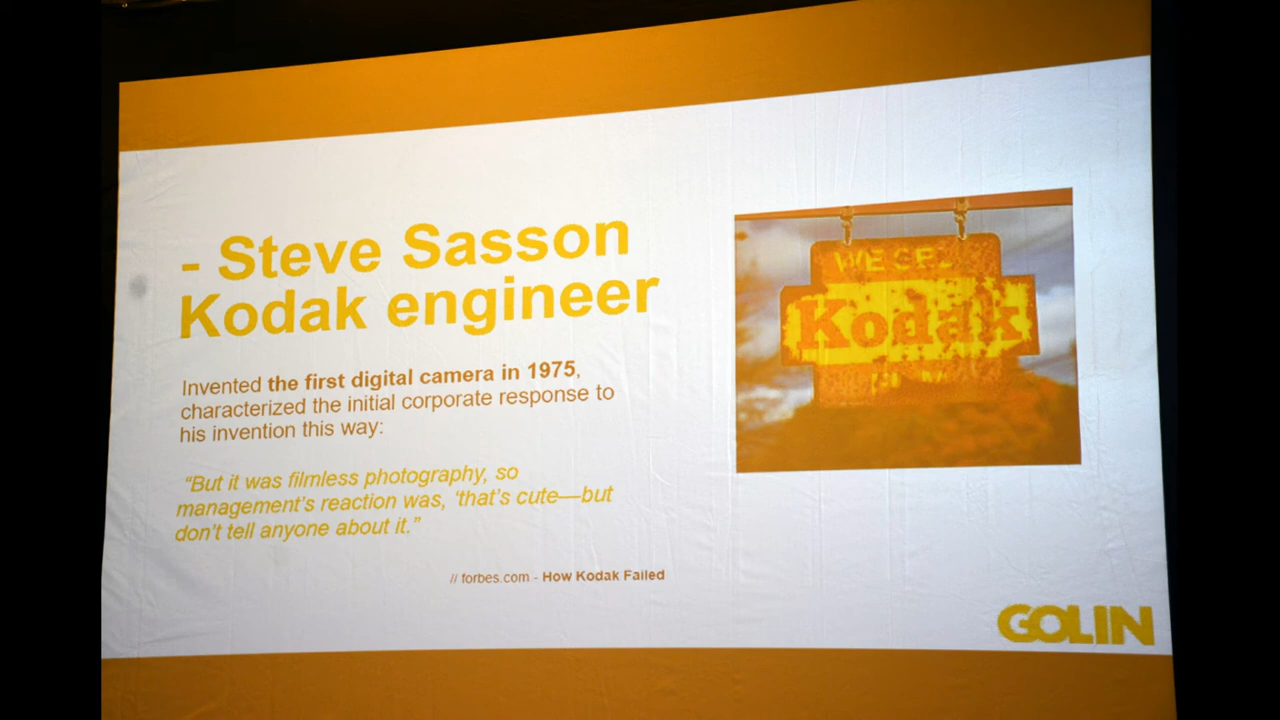 - Steve Sasson
Kodak engineer
Invented the first digital camera in 1975,
characterized the initial corporate response to
his invention this way:
“But it was filmless photography, so
management’s reaction was, ‘that’s cute—but
don’t tell anyone about it.”
// forbes.com - How Kodak Failed
WE
Kodak
GOLIN